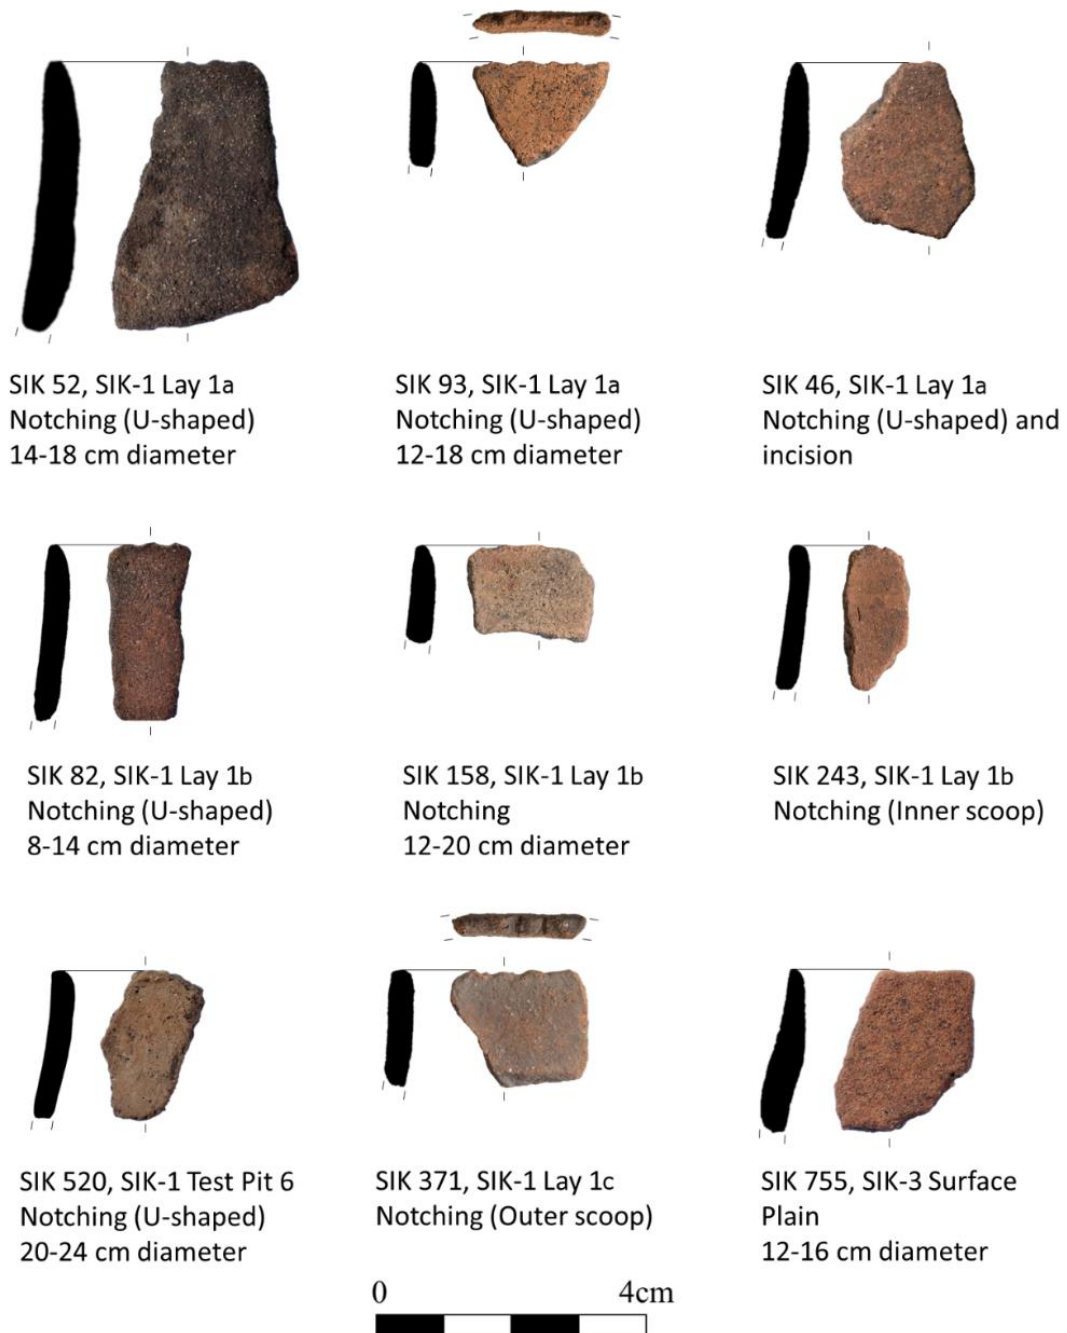 SIK 52, SIK-1 Lay 1a
Notching (U-shaped)
14-18 cm diameter
SIK 93, SIK-1 Lay 1a
Notching (U-shaped)
12-18 cm diameter
SIK 46, SIK-1 Lay 1a
Notching (U-shaped) and
incision
SIK 82, SIK-1 Lay 1b
Notching (U-shaped)
8-14 cm diameter
SIK 158, SIK-1 Lay 1b
Notching
12-20 cm diameter
SIK 243, SIK-1 Lay 1b
Notching (Inner scoop)
SIK 520, SIK-1 Test Pit 6
Notching (U-shaped)
20-24 cm diameter
SIK 371, SIK-1 Lay 1c
Notching (Outer scoop)
SIK 755, SIK-3 Surface
Plain
12-16 cm diameter
0 4cm